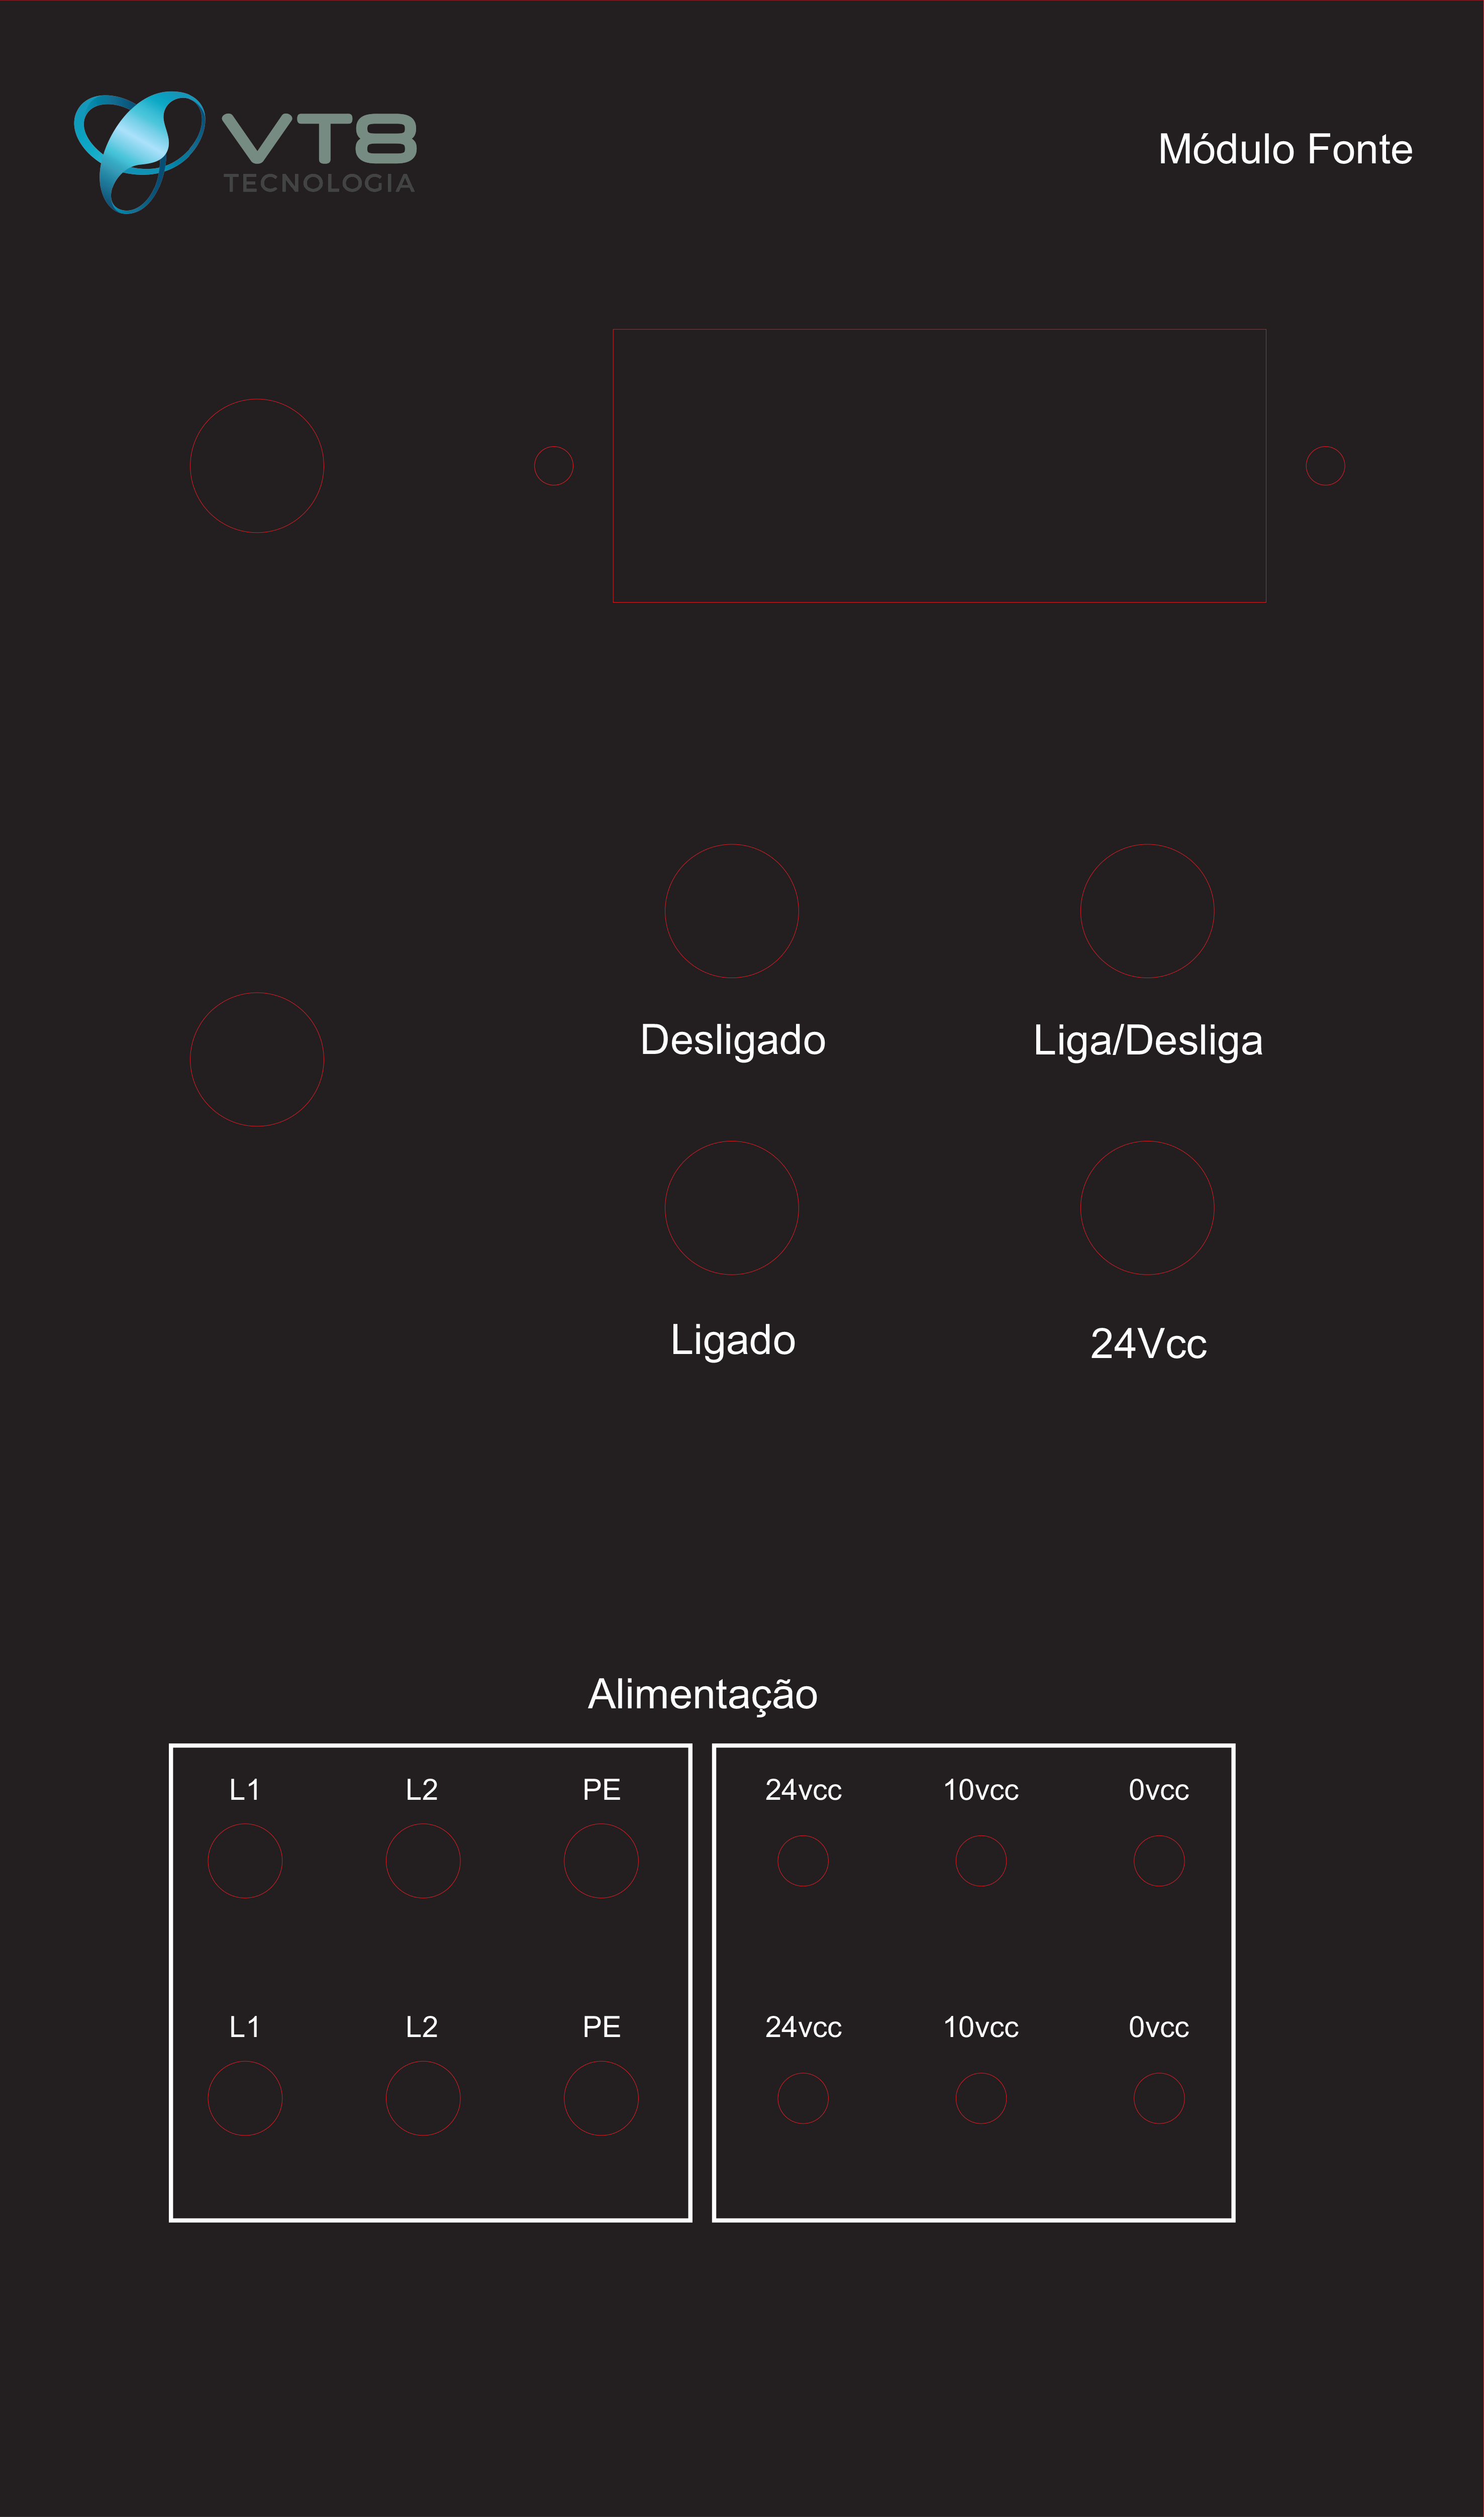 VT8
TECNOLOGIA
Módulo Fonte
Desligado
Liga/Desliga
Ligado
24Vcc
Alimentação
L1 L2 PE 24vcc 10vcc 0vcc
L1 L2 PE 24vcc 10vcc 0vcc